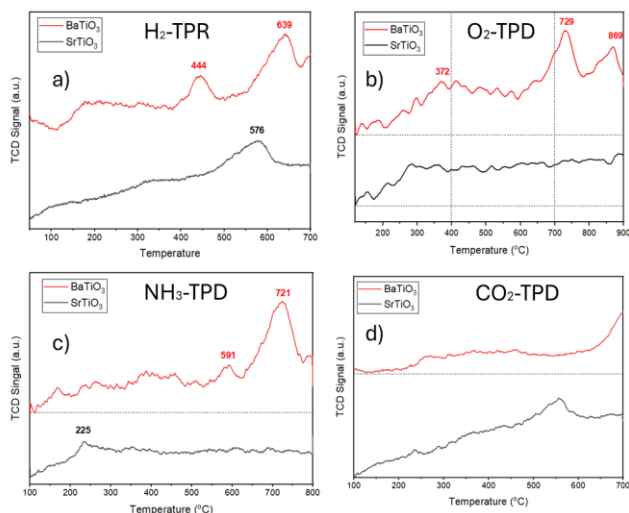 H₂-TPR
BaTiO₃
SrTiO₃
a)
444
639
576
TCD Signal (a.u.)
50 100 200 300 400 500 600 700
Temperature
O₂-TPD
BaTiO₃
SrTiO₃
b)
372
729
869
TCD Signal (a.u.)
200 300 400 500 600 700 800 900
Temperature (°C)
NH₃-TPD
BaTiO₃
SrTiO₃
c)
591
721
225
TCD Singal (a.u.)
100 200 300 400 500 600 700 800
Temperature (°C)
CO₂-TPD
BaTiO₃
SrTiO₃
d)
TCD Signal (a.u.)
100 200 300 400 500 600 700
Temperature (°C)